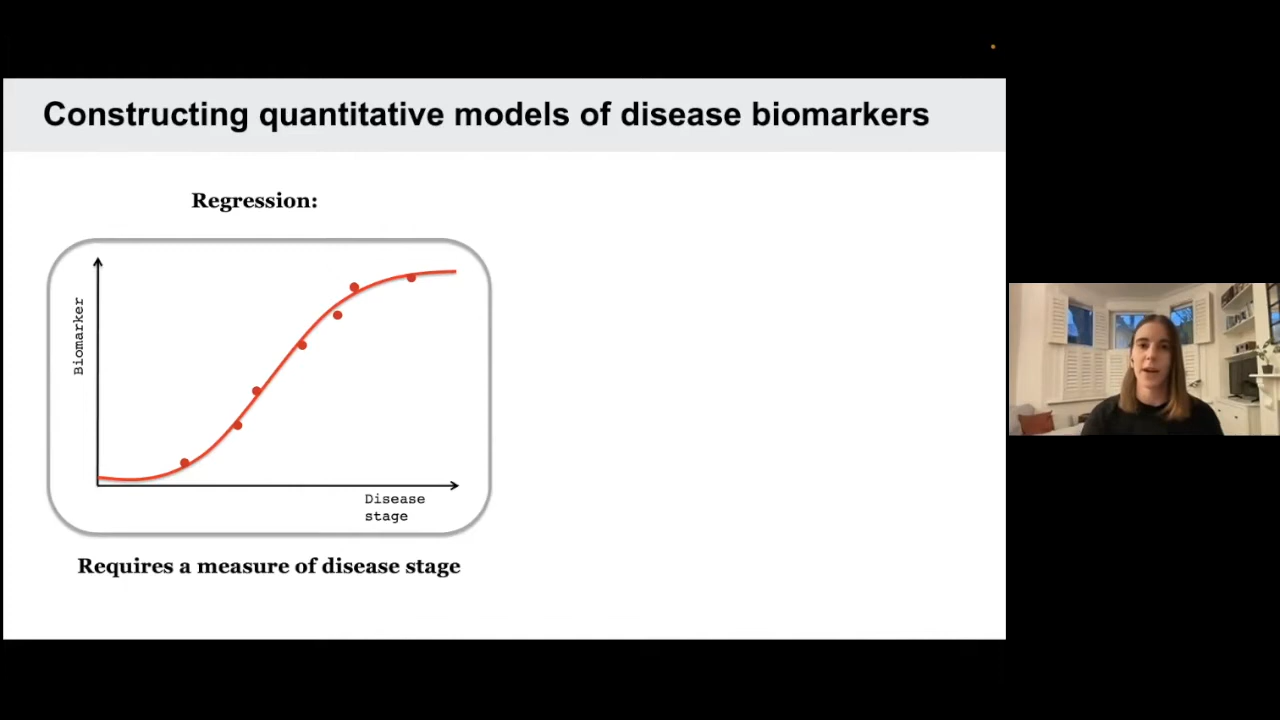 Constructing quantitative models of disease biomarkers
Regression:
Biomarker
Disease
stage
Requires a measure of disease stage